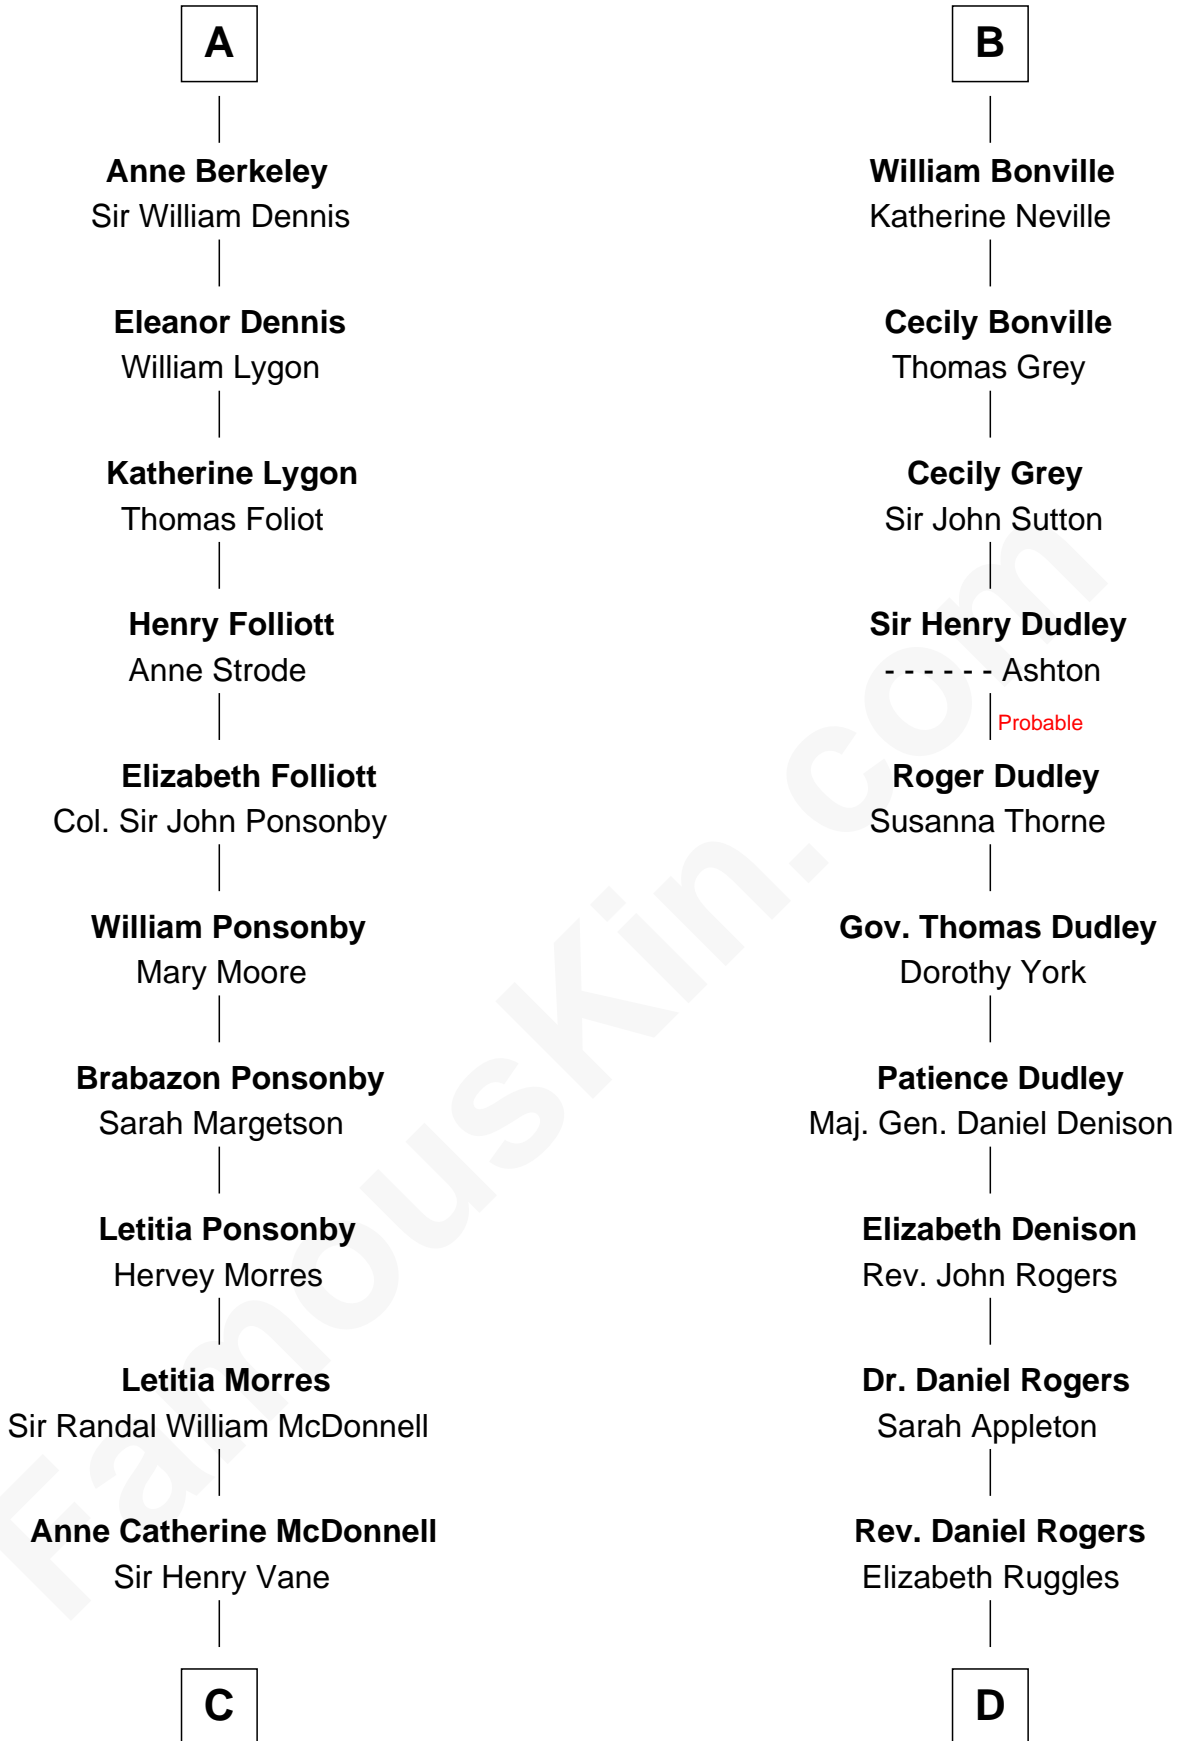 A
Anne Berkeley
Sir William Dennis
Eleanor Dennis
William Lygon
Katherine Lygon
Thomas Foliot
Henry Folliott
Anne Strode
Elizabeth Folliott
Col. Sir John Ponsonby
William Ponsonby
Mary Moore
Brabazon Ponsonby
Sarah Margetson
Letitia Ponsonby
Hervey Morres
Letitia Morres
Sir Randal William McDonnell
Anne Catherine McDonnell
Sir Henry Vane
C
B
William Bonville
Katherine Neville
Cecily Bonville
Thomas Grey
Cecily Grey
Sir John Sutton
Sir Henry Dudley
- - - - - - Ashton
Probable
Roger Dudley
Susanna Thorne
Gov. Thomas Dudley
Dorothy York
Patience Dudley
Maj. Gen. Daniel Denison
Elizabeth Denison
Rev. John Rogers
Dr. Daniel Rogers
Sarah Appleton
Rev. Daniel Rogers
Elizabeth Ruggles
D
FamousKin.com